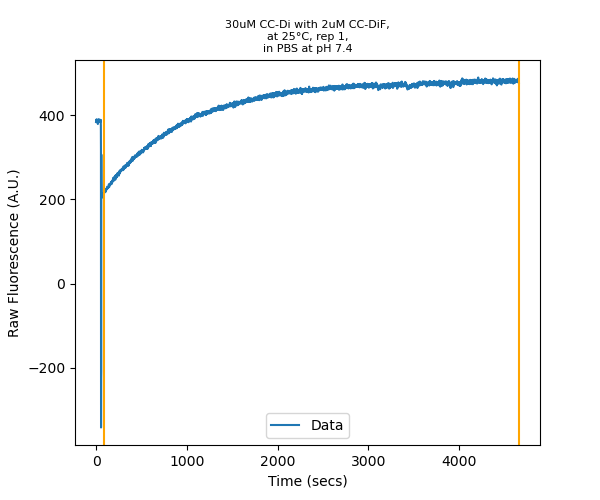 30uM CC-Di with 2uM CC-DiF,
at 25°C, rep 1,
in PBS at pH 7.4
Raw Fluorescence (A.U.)
400
200
0
−200
Data
0
1000
2000
3000
4000
Time (secs)